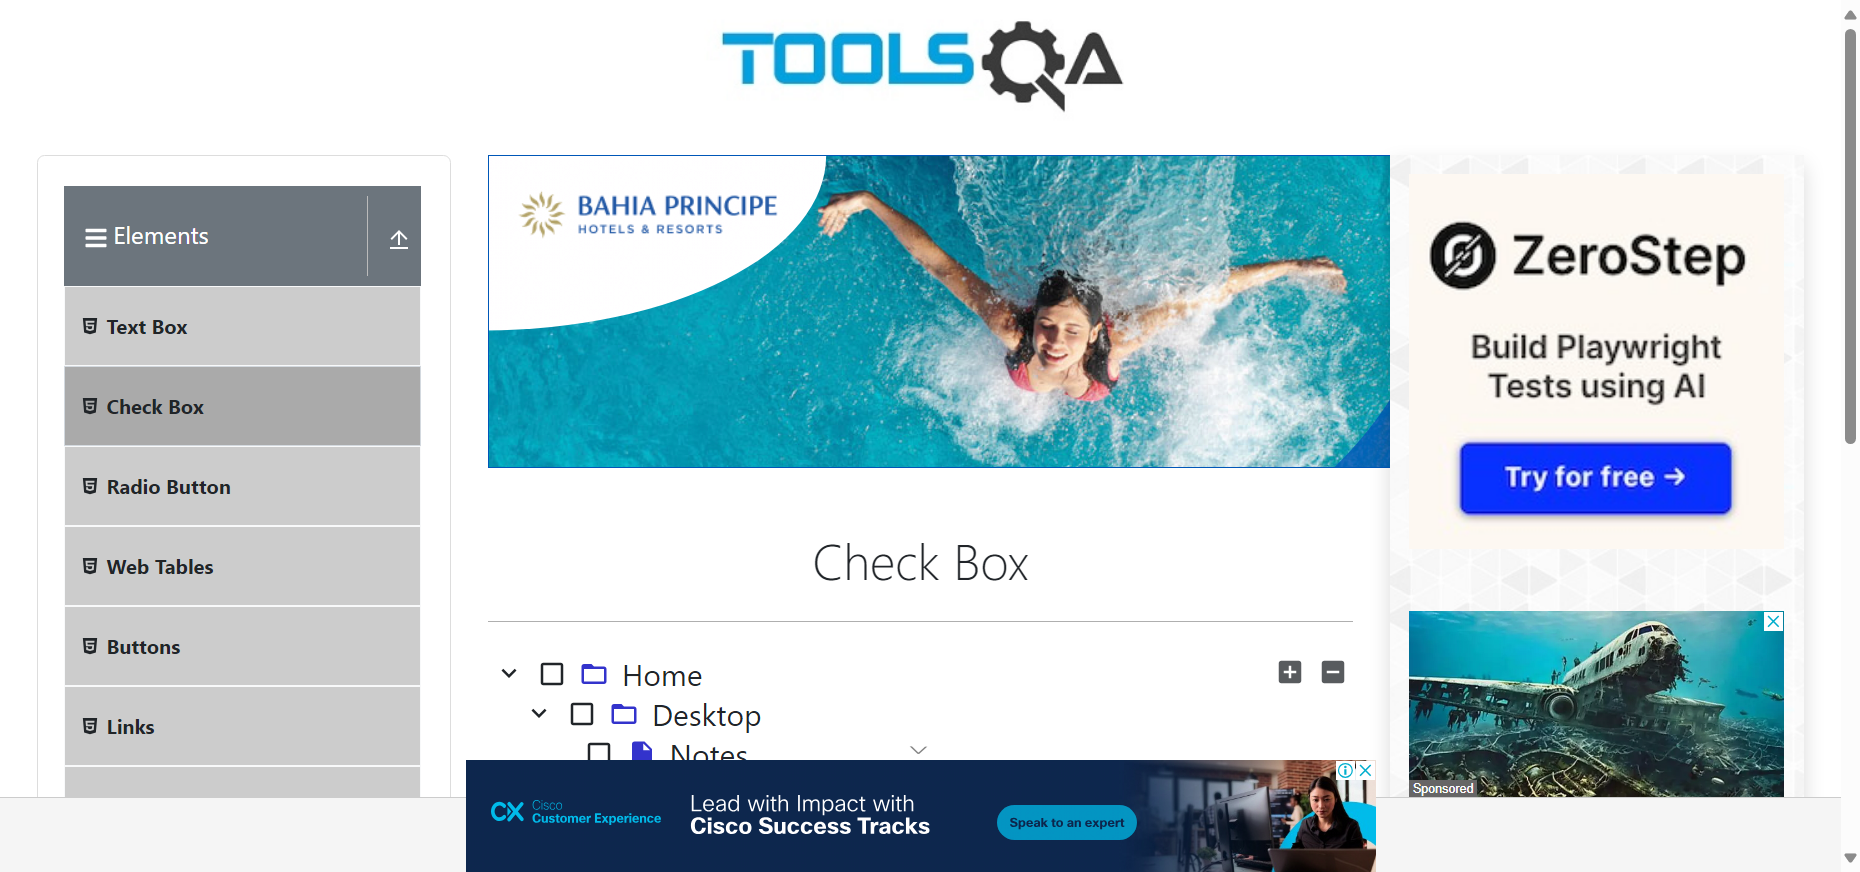 TOOLSQA
Elements
Text Box
Check Box
Radio Button
Web Tables
Buttons
Links
BAHIA PRINCIPE
HOTELS & RESORTS
Check Box
Home
Desktop
Notes
ZeroStep
Build Playwright
Tests using AI
Try for free →
Sponsored
CX Cisco
Customer Experience
Lead with Impact with
Cisco Success Tracks
Speak to an expert